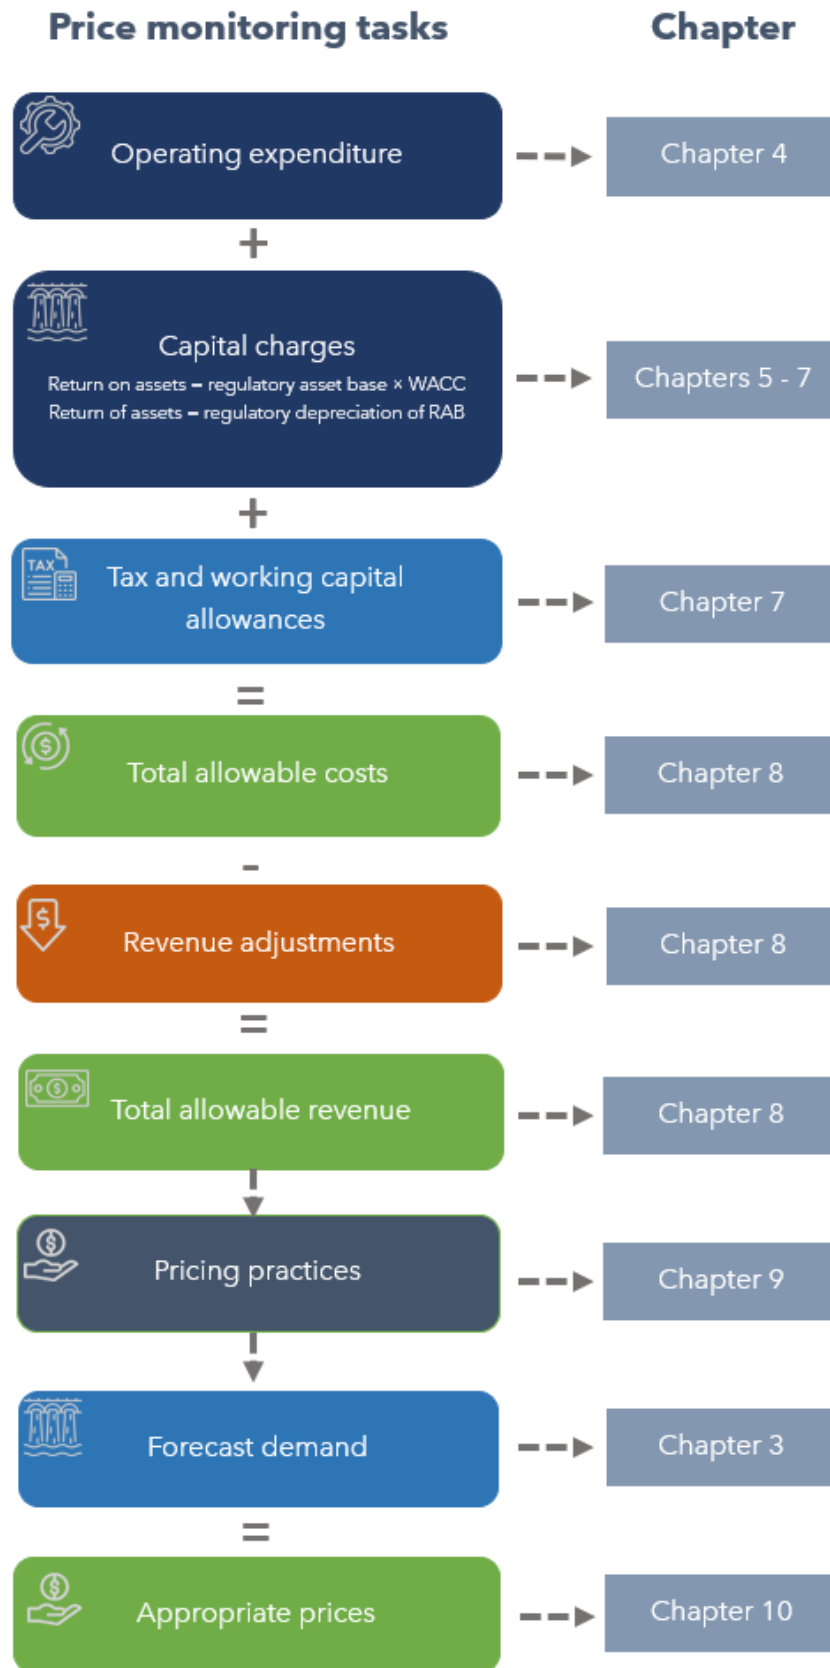 Price monitoring tasks Chapter
Operating expenditure Chapter 4
+
Capital charges
Return on assets – regulatory asset base × WACC
Return of assets – regulatory depreciation of RAB
Chapters 5 - 7
+
TAX
Tax and working capital
allowances
Chapter 7
=
$
Total allowable costs Chapter 8
-
$
Revenue adjustments Chapter 8
=
$
Total allowable revenue Chapter 8
$
Pricing practices Chapter 9
Forecast demand Chapter 3
=
$
Appropriate prices Chapter 10